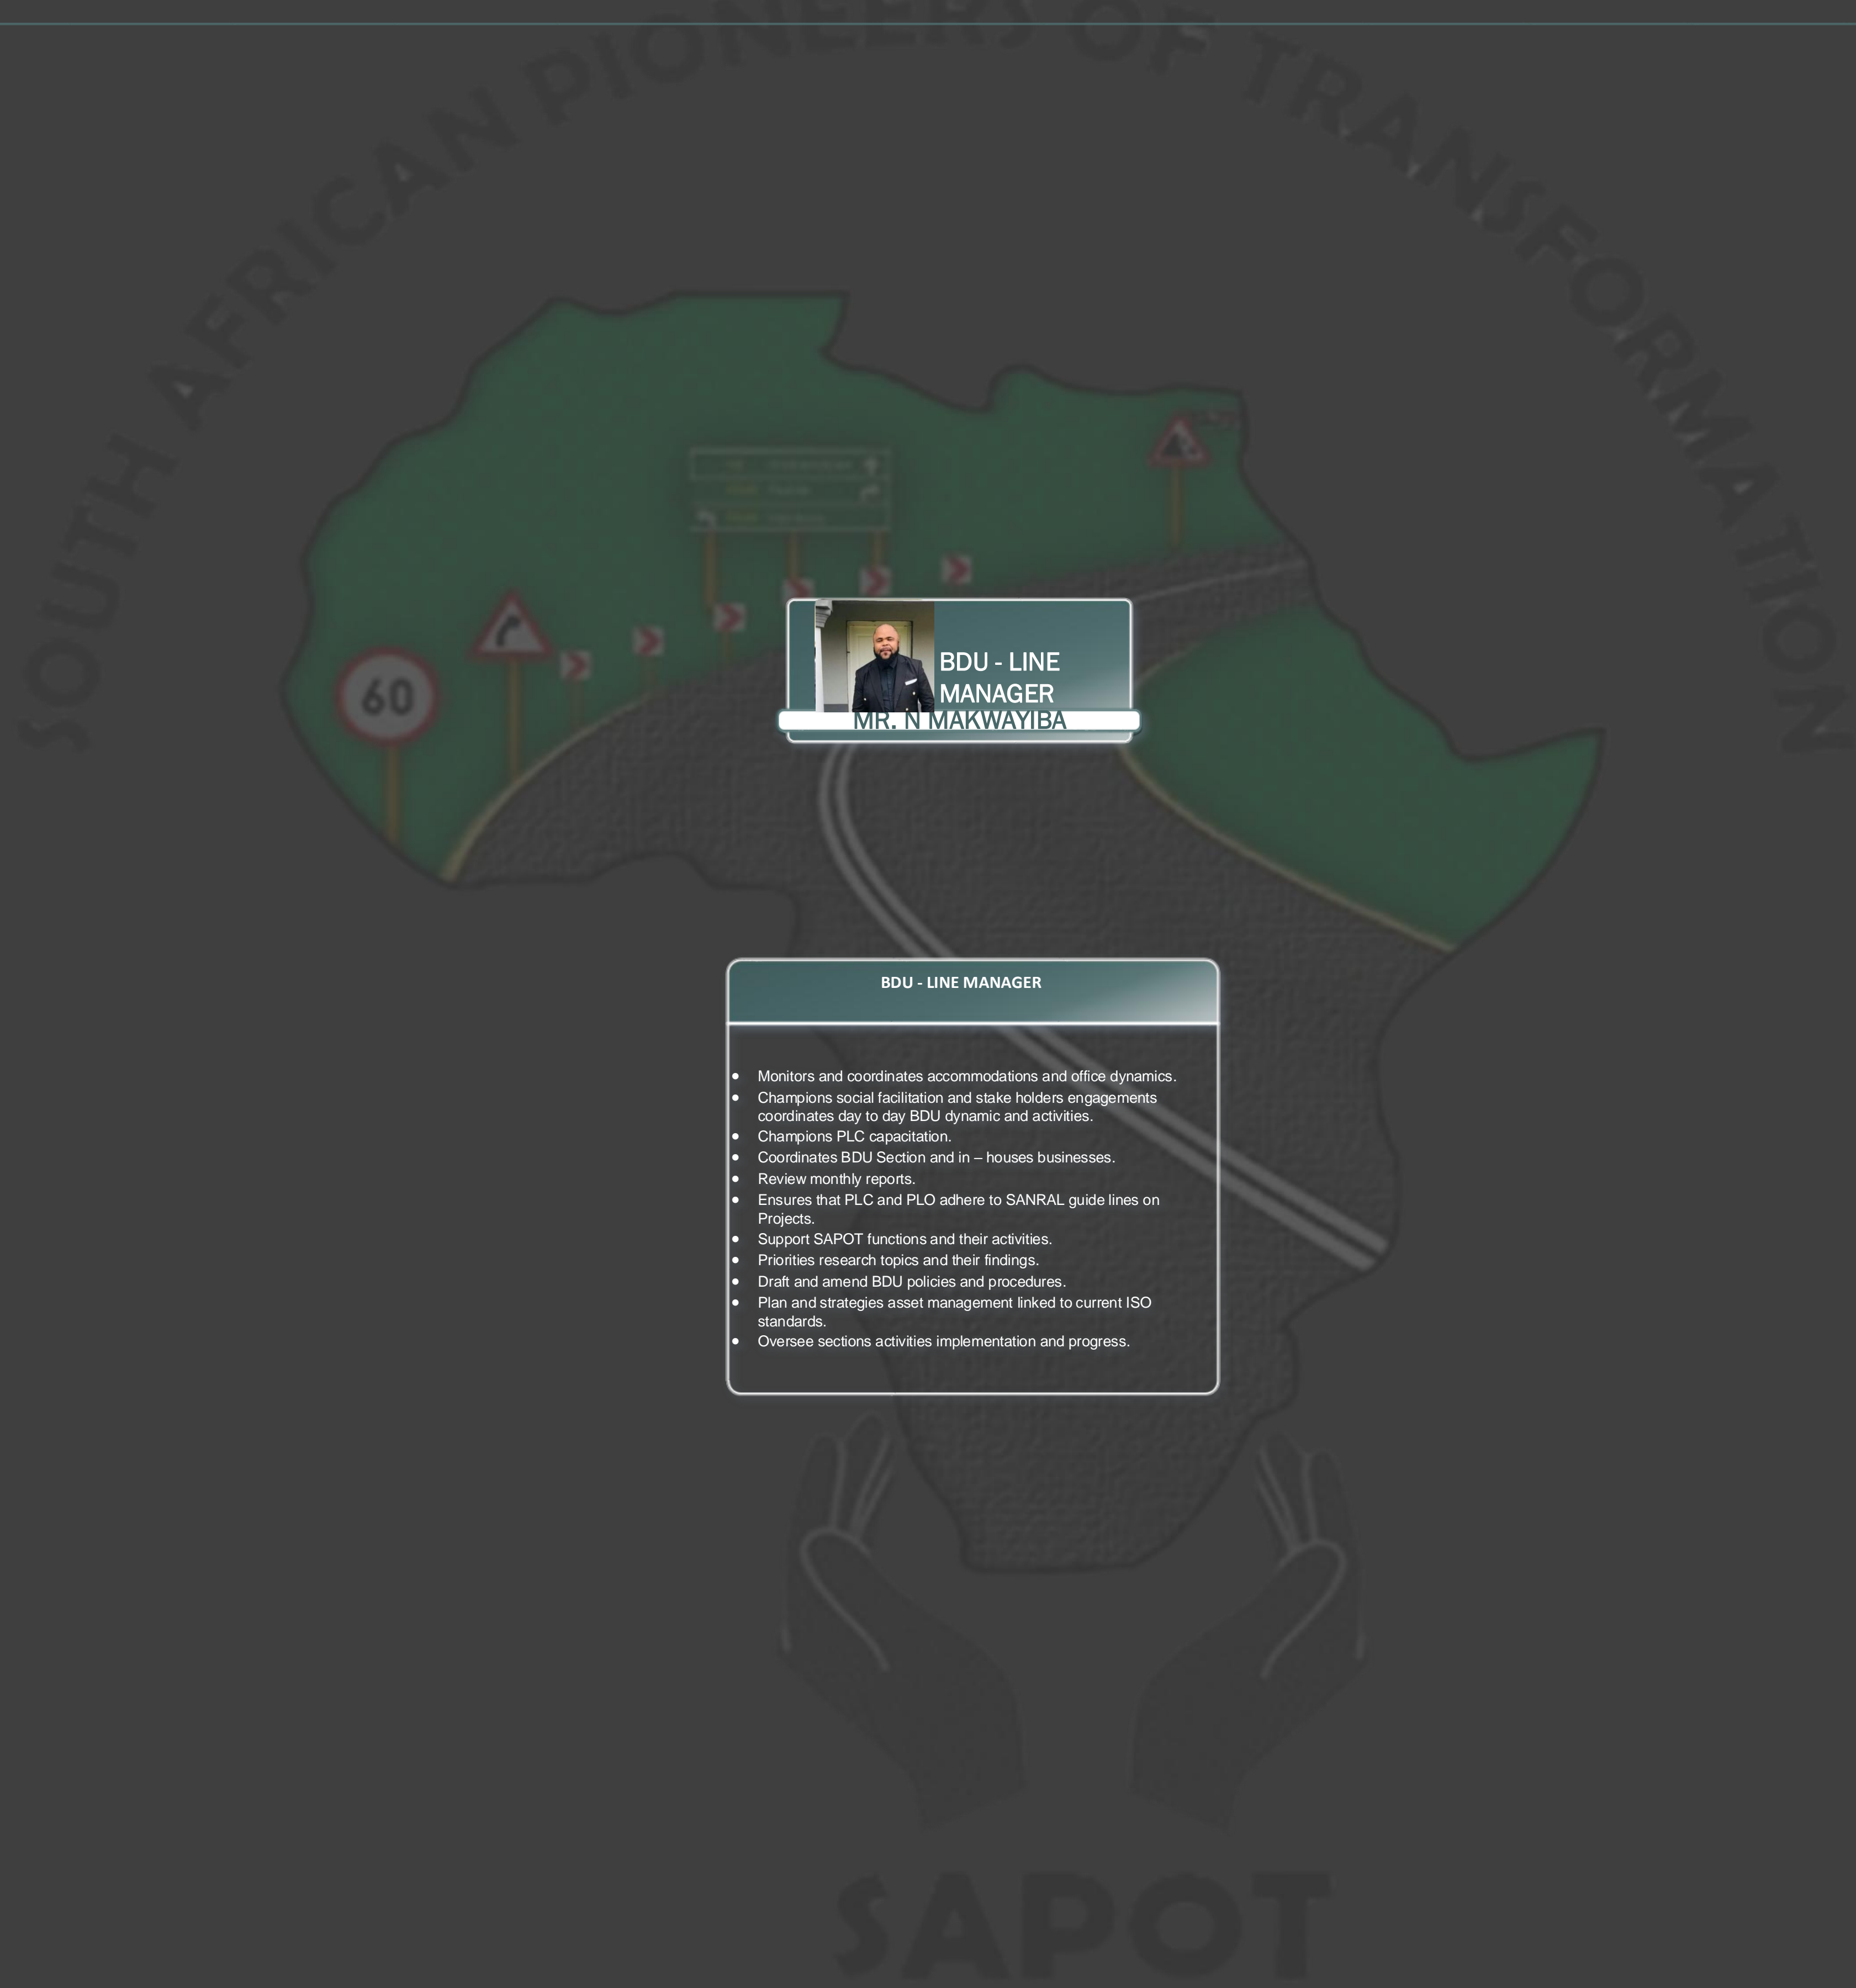 SOUTH AFRICAN PIONEERS OF TRANSFORMATION
60
BDU - LINE
MANAGER
MR. N MAKWAYIBA
BDU - LINE MANAGER
• Monitors and coordinates accommodations and office dynamics.
• Champions social facilitation and stake holders engagements
coordinates day to day BDU dynamic and activities.
• Champions PLC capacitation.
• Coordinates BDU Section and in – houses businesses.
• Review monthly reports.
• Ensures that PLC and PLO adhere to SANRAL guide lines on
Projects.
• Support SAPOT functions and their activities.
• Priorities research topics and their findings.
• Draft and amend BDU policies and procedures.
• Plan and strategies asset management linked to current ISO
standards.
• Oversee sections activities implementation and progress.
SAPOT